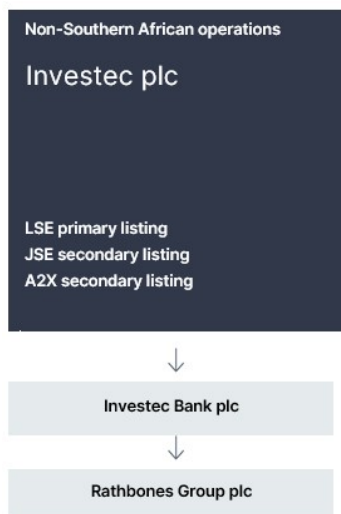 Non-Southern African operations
Investec plc
LSE primary listing
JSE secondary listing
A2X secondary listing
Investec Bank plc
Rathbones Group plc